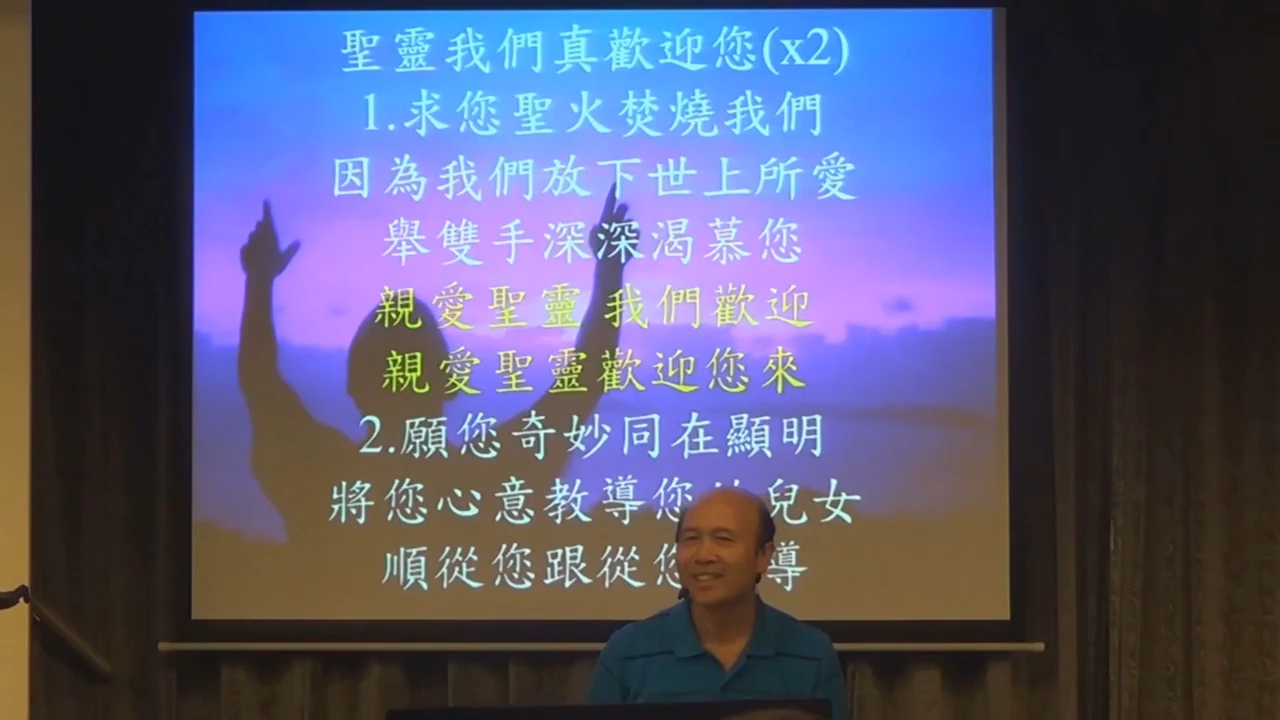 聖靈我們真歡迎您(x2)
1.求您聖火焚燒我們
因為我們放下世上所愛
舉雙手深深渴慕您
親愛聖靈 我們歡迎
親愛聖靈歡迎您來
2.願您奇妙同在顯明
將您心意教導您 兒女
順從您跟從您 導